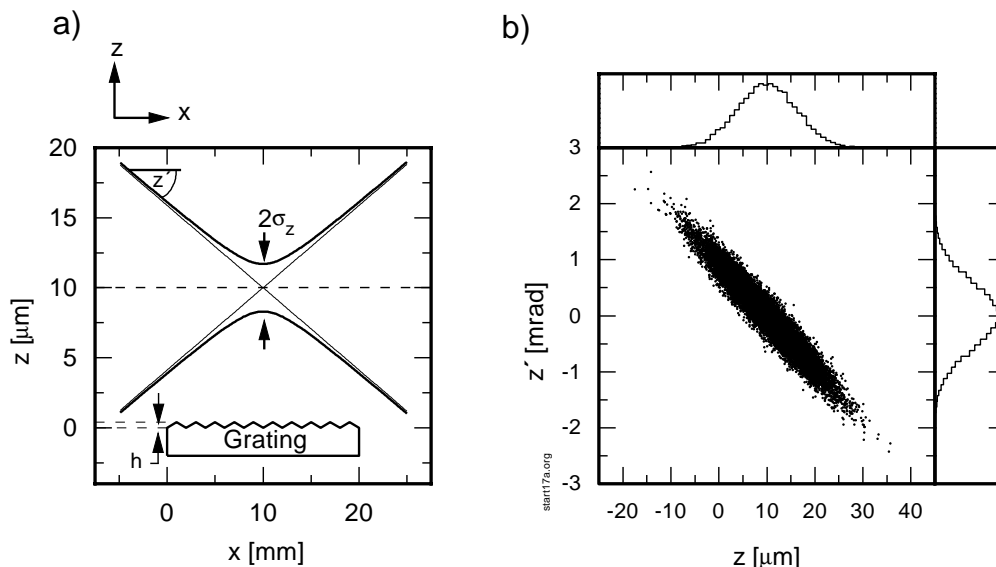 a)
z
x
20
15
10
5
0
z [μm]
z´
2σz
Grating
h
0
10
20
x [mm]
b)
3
2
1
0
-1
-2
-3
z´ [mrad]
start17a.org
-20
-10
0
10
20
30
40
z [μm]